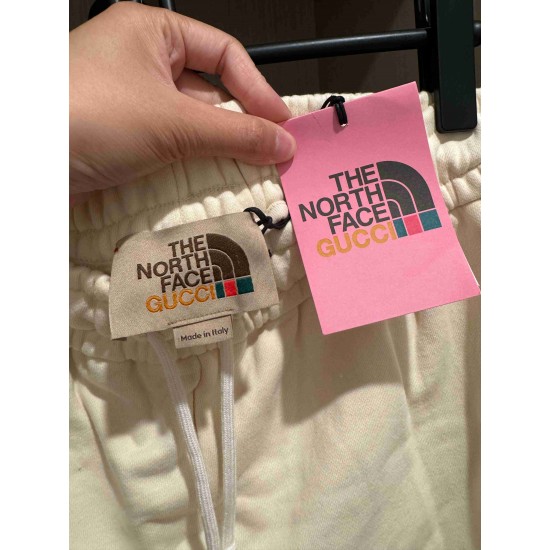 THE
NORTH
FACE
GUCCI
Made in Italy
THE
NORTH
FACE
GUCCI